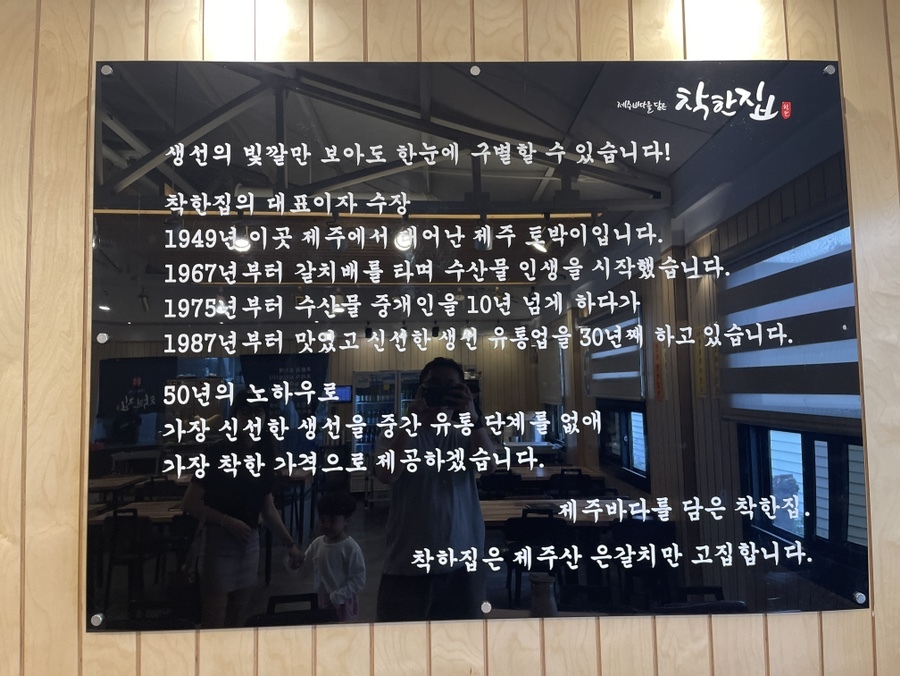 제주바다를 담은 착한집
생선의 빛깔만 보아도 한눈에 구별할 수 있습니다!
착한집의 대표이자 수장
1949년 이곳 제주에서 태어난 제주 토박이입니다.
1967년부터 갈치배를 타며 수산물 인생을 시작했습니다.
1975년부터 수산물 중개인을 10년 넘게 하다가
1987년부터 맛있고 신선한 생선 유통업을 30년째 하고 있습니다.
50년의 노하우로
가장 신선한 생선을 중간 유통 단계를 없애
가장 착한 가격으로 제공하겠습니다.
제주바다를 담은 착한집.
착하집은 제주산 은갈치만 고집합니다.